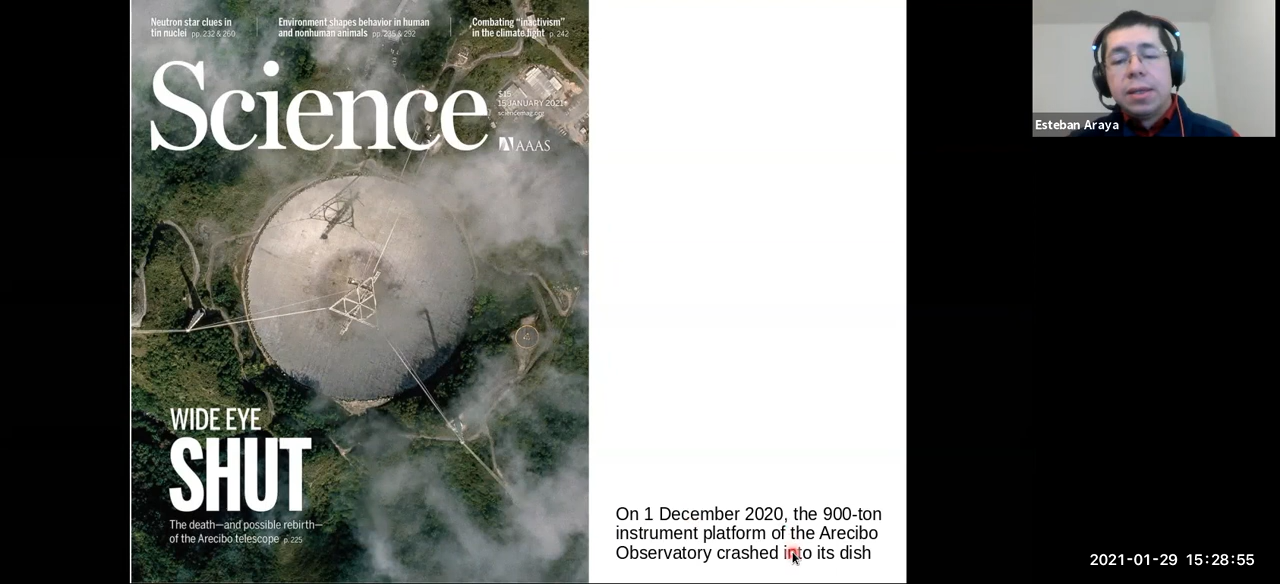 Neutron star clues in
tin nuclei pp. 232 & 260
Environment shapes behavior in human
and nonhuman animals pp. 235 & 292
Combating “inactivism”
in the climate fight p. 242
Science
$15
15 JANUARY 2021
sciencemag.org
AAAS
WIDE EYE
SHUT
The death—and possible rebirth—
of the Arecibo telescope p. 225
On 1 December 2020, the 900-ton
instrument platform of the Arecibo
Observatory crashed into its dish
Esteban Araya
2021-01-29 15:28:55